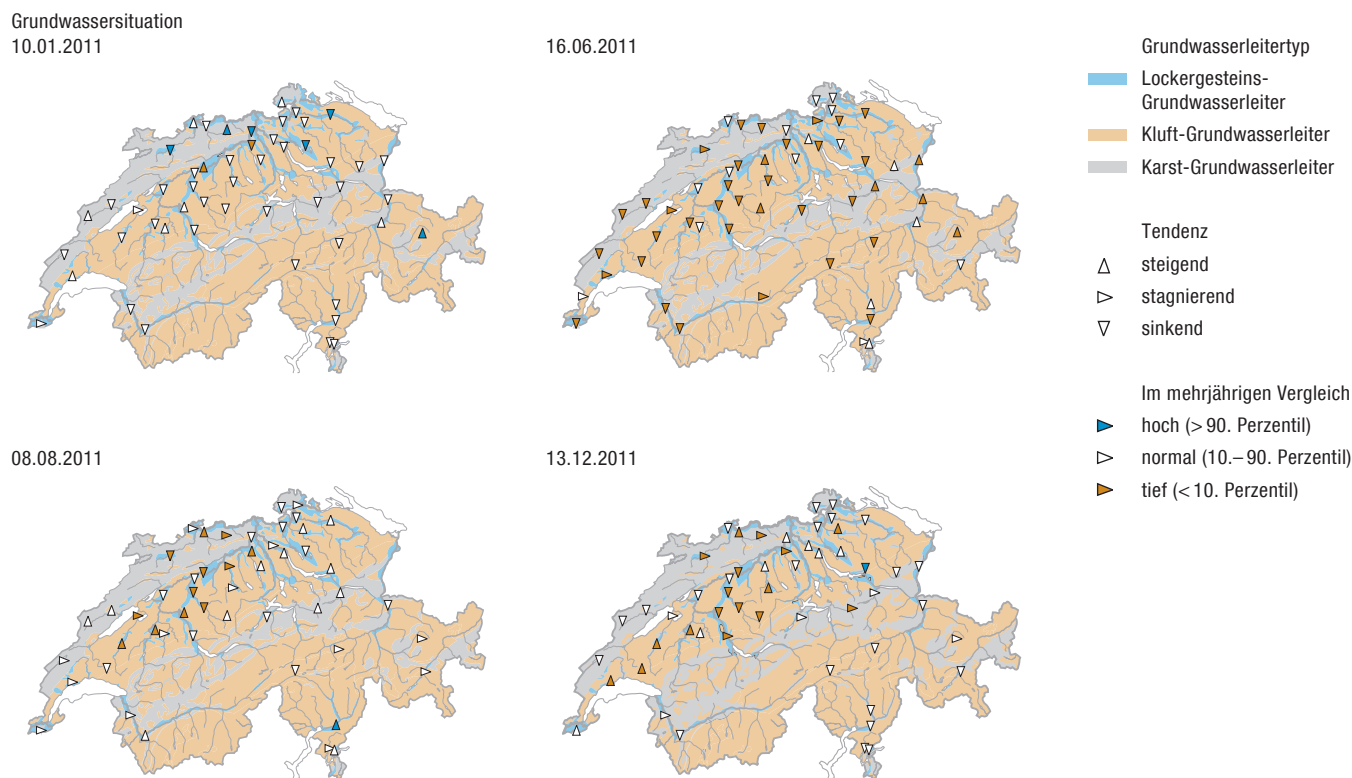 Grundwassersituation
10.01.2011
16.06.2011
08.08.2011
13.12.2011
Grundwasserleitertyp
Lockergesteins-
Grundwasserleiter
Kluft-Grundwasserleiter
Karst-Grundwasserleiter
Tendenz
steigend
stagnierend
sinkend
Im mehrjährigen Vergleich
hoch (> 90. Perzentil)
normal (10.– 90. Perzentil)
tief (< 10. Perzentil)